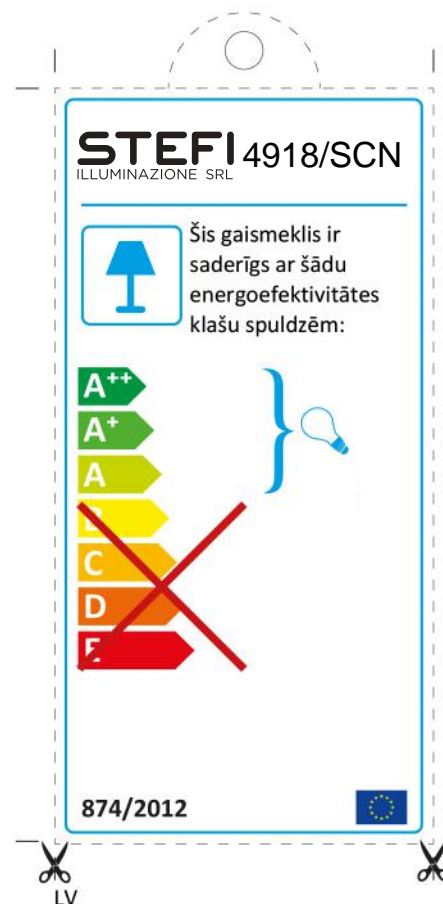 STEFI 4918/SCN
ILLUMINAZIONE SRL
Šis gaismeklis ir
saderīgs ar šādu
energoefektivitātes
klašu spuldzēm:
A++
A+
A
B
C
D
E
874/2012
LV